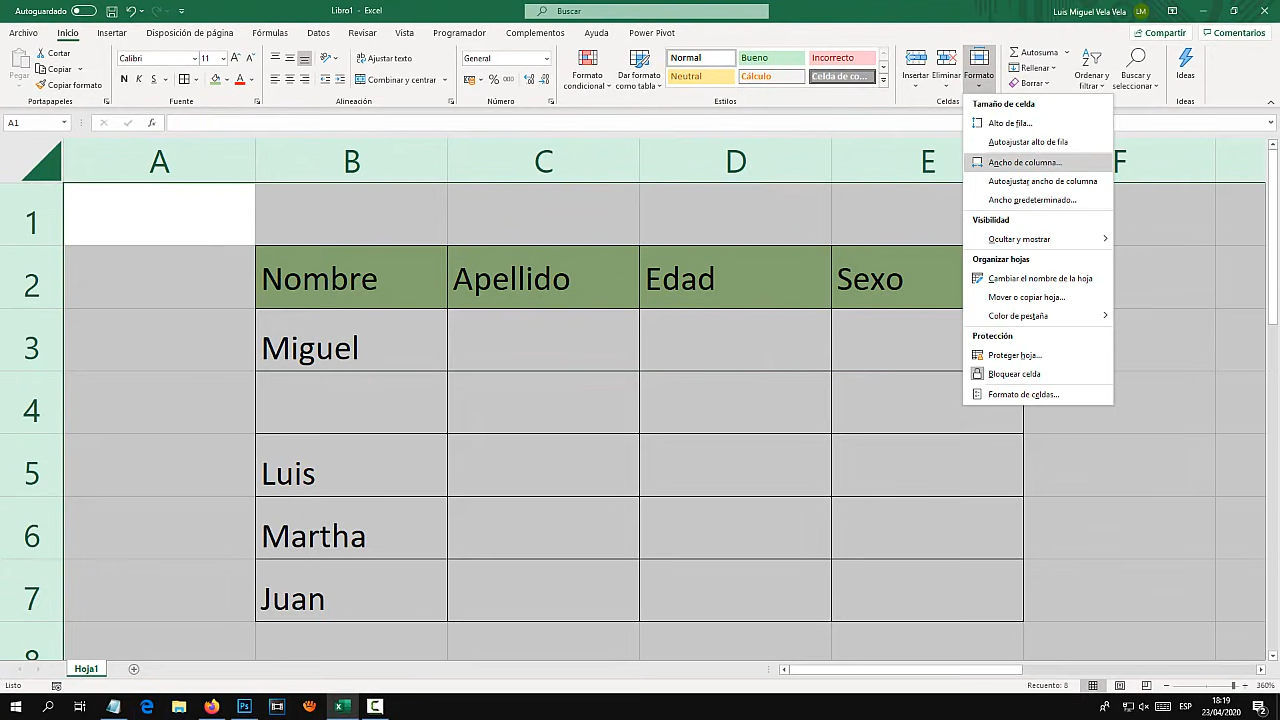 Autoguardado
Libro1 - Excel
Buscar
Luis Miguel Vela Vela LM
Archivo Inicio Insertar Disposición de página Fórmulas Datos Revisar Vista Programador Complementos Ayuda Power Pivot Compartir Comentarios
Pegar
Cortar
Copiar
Copiar formato
Portapapeles
Calibri 11 A A
N K S A
Fuente
Ajustar texto
Combinar y centrar
Alineación
General
% 000
Número
Formato condicional
Dar formato como tabla
Normal Bueno Incorrecto
Neutral Cálculo Celda de co...
Estilos
Insertar Eliminar Formato
Celdas
Autosuma
Rellenar
Borrar
Ordenar y filtrar
Buscar y seleccionar
Ideas
Ideas
A1 fx
Tamaño de celda
Alto de fila...
Autoajustar alto de fila
Ancho de columna...
Autoajustar ancho de columna
Ancho predeterminado...
Visibilidad
Ocultar y mostrar
Organizar hojas
Cambiar el nombre de la hoja
Mover o copiar hoja...
Color de pestaña
Protección
Proteger hoja...
Bloquear celda
Formato de celdas...
A B C D E F
1
2 Nombre Apellido Edad Sexo
3 Miguel
4
5 Luis
6 Martha
7 Juan
8
Hoja1
Listo
Recuento: 8
360%
ESP
18:19
23/04/2020
2